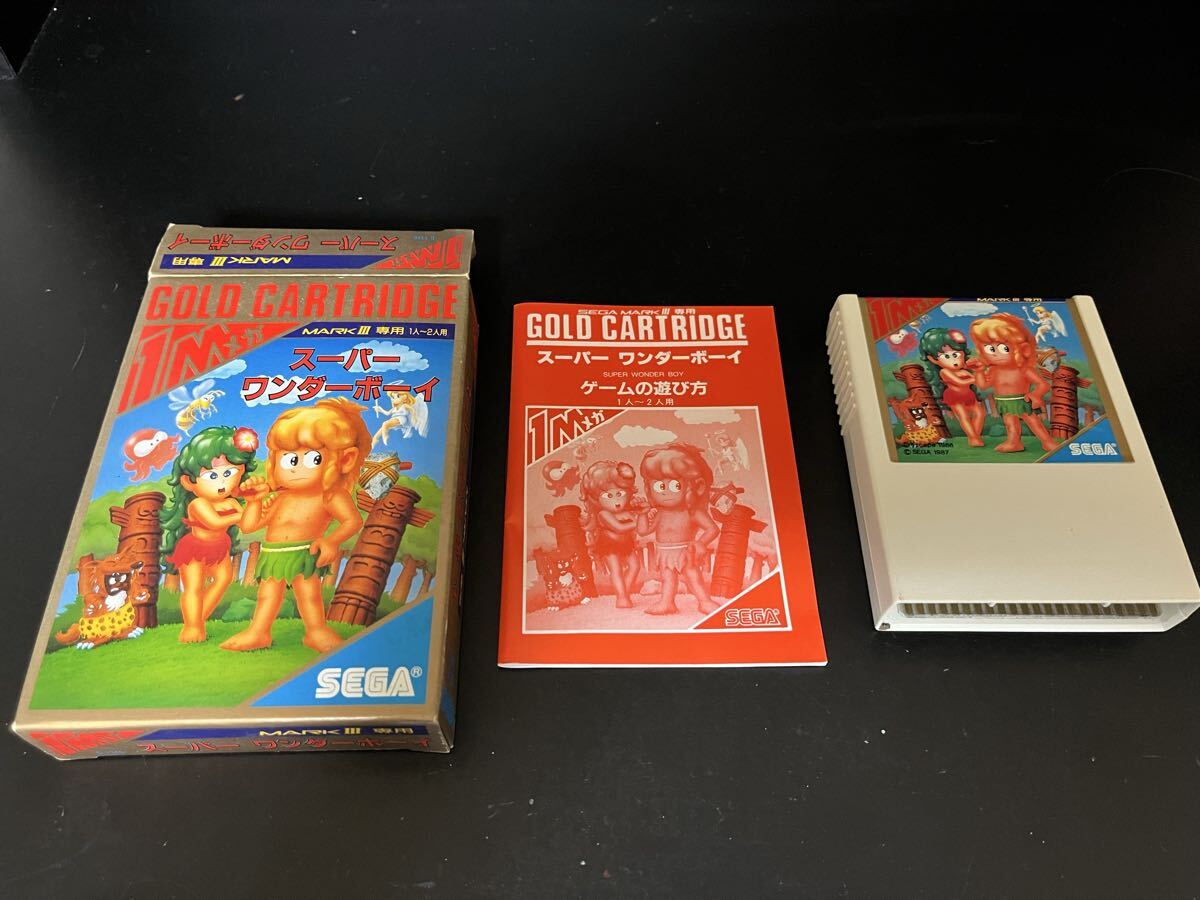 スーパー ワンダーボーイ
MARK III 専用
1M
GOLD CARTRIDGE
1Mメガ
MARK III 専用 1人~2人用
スーパー
ワンダーボーイ
SEGA®
1M
MARK III 専用
スーパー ワンダーボーイ
SEGA MARK III 専用
GOLD CARTRIDGE
スーパー ワンダーボーイ
SUPER WONDER BOY
ゲームの遊び方
1人~2人用
1Mメガ
SEGA
MARK III 専用
1M
1986
© SEGA 1987
SEGA